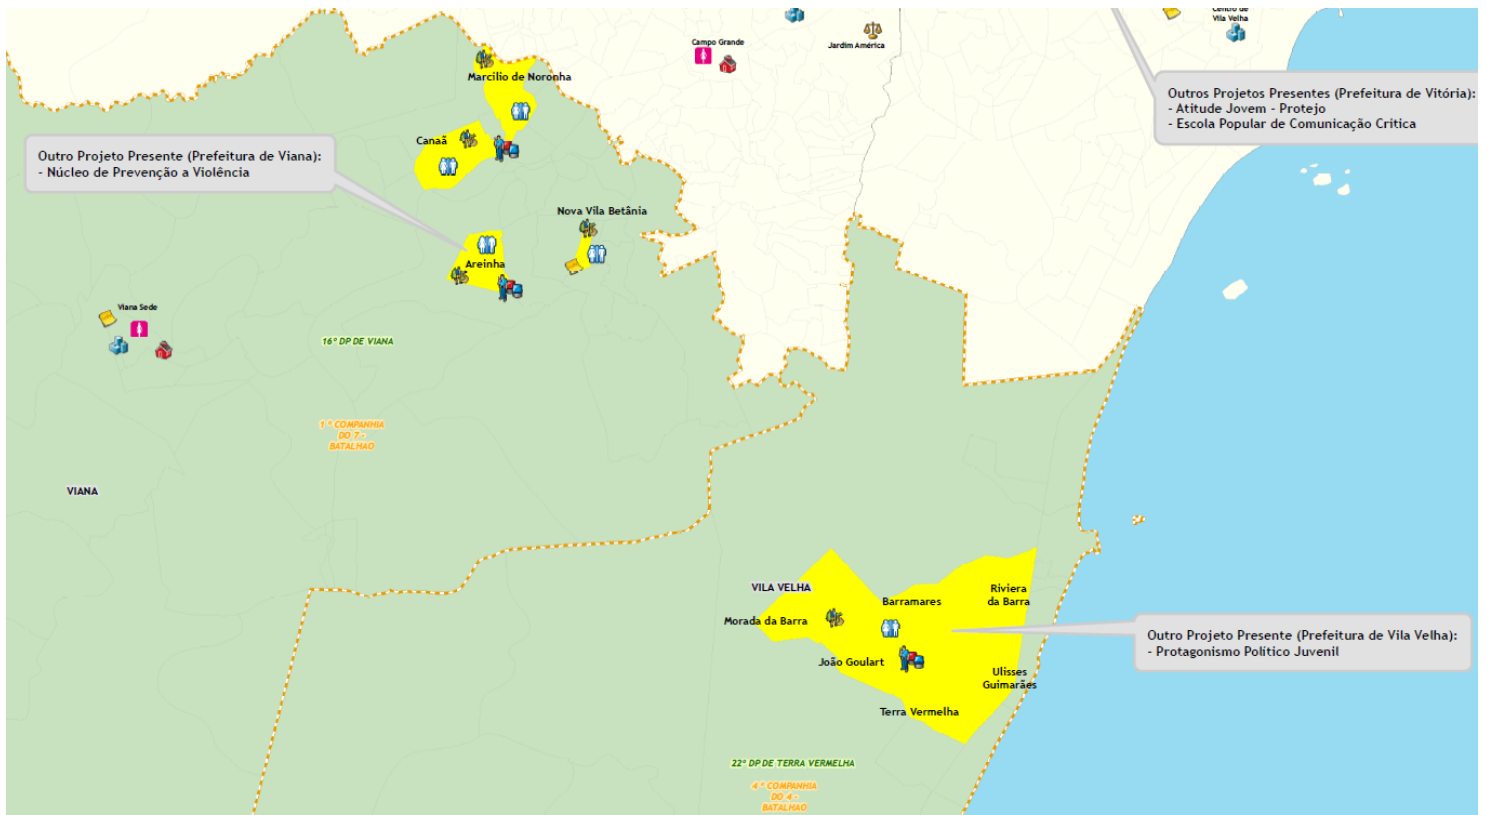 Centro de
Vila Velha
Campo Grande
Jardim América
Marcilio de Noronha
Outros Projetos Presentes (Prefeitura de Vitória):
- Atitude Jovem - Protejo
- Escola Popular de Comunicação Critica
Canaã
Outro Projeto Presente (Prefeitura de Viana):
- Núcleo de Prevenção a Violência
Nova Vila Betânia
Areinha
Viana Sede
16º DP DE VIANA
1 ª COMPANHIA
DO 7 -
BATALHAO
VIANA
VILA VELHA
Riviera
da Barra
Barramares
Morada da Barra
Outro Projeto Presente (Prefeitura de Vila Velha):
- Protagonismo Político Juvenil
João Goulart
Ulisses
Guimarães
Terra Vermelha
22º DP DE TERRA VERMELHA
4 ª COMPANHIA
DO 4 -
BATALHAO